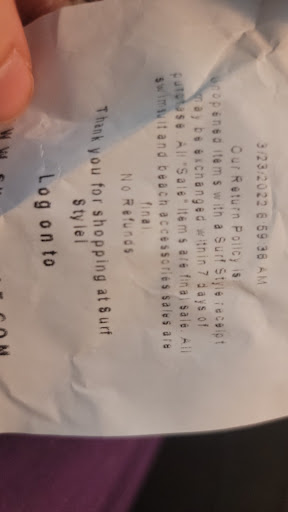 3/23/2022 6:59:38 AM
Our Return Policy is
Unopened items with a Surf Style receipt
may be exchanged within 7 days of
purchase All "Sale" items are final sale All
swimsuit and beach accessories sales are
final
No Refunds
Thank you for shopping at Surf
Style!
Log on to